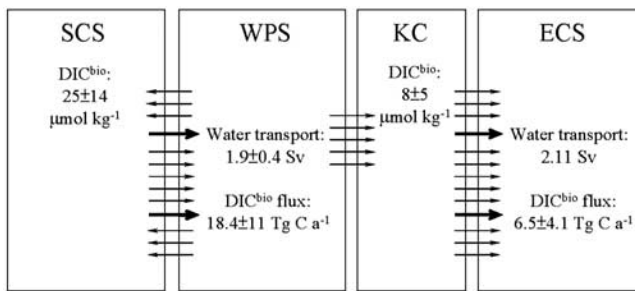 SCS
DICᵇⁱᵒ:
25±14
μmol kg⁻¹
WPS
Water transport:
1.9±0.4 Sv
DICᵇⁱᵒ flux:
18.4±11 Tg C a⁻¹
KC
DICᵇⁱᵒ:
8±5
μmol kg⁻¹
ECS
Water transport:
2.11 Sv
DICᵇⁱᵒ flux:
6.5±4.1 Tg C a⁻¹